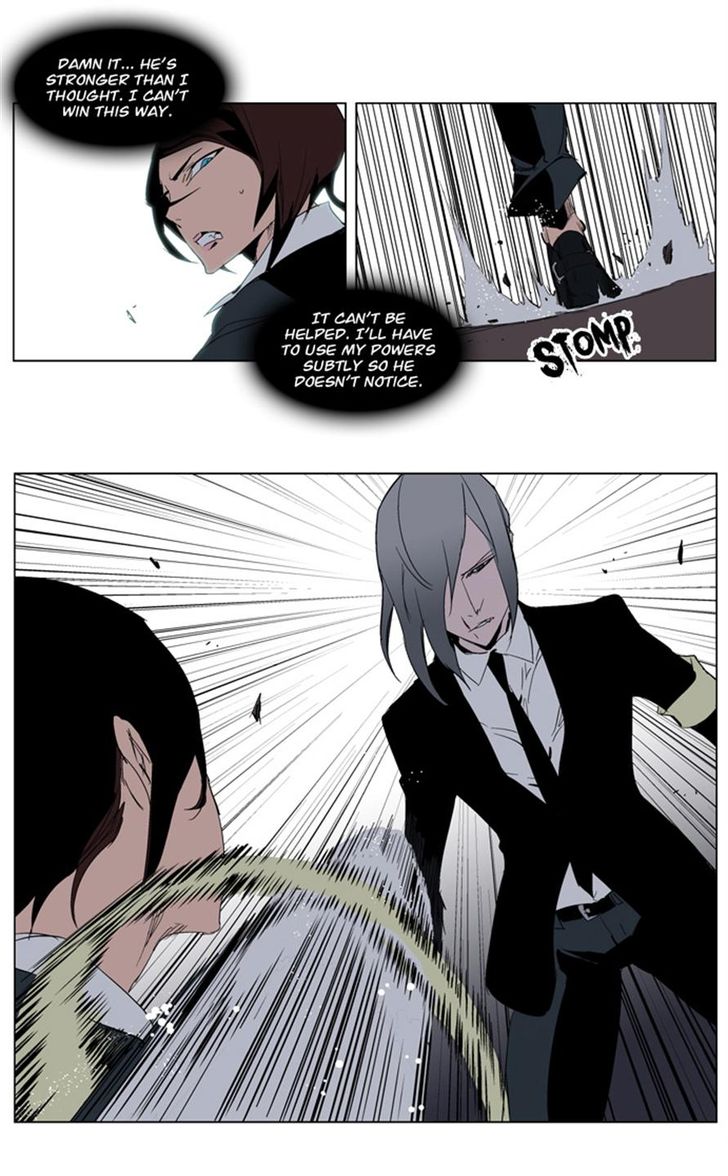 DAMN IT... HE'S
STRONGER THAN I
THOUGHT. I CAN'T
WIN THIS WAY.
IT CAN'T BE
HELPED. I'LL HAVE
TO USE MY POWERS
SUBTLY SO HE
DOESN'T NOTICE.
STOMP